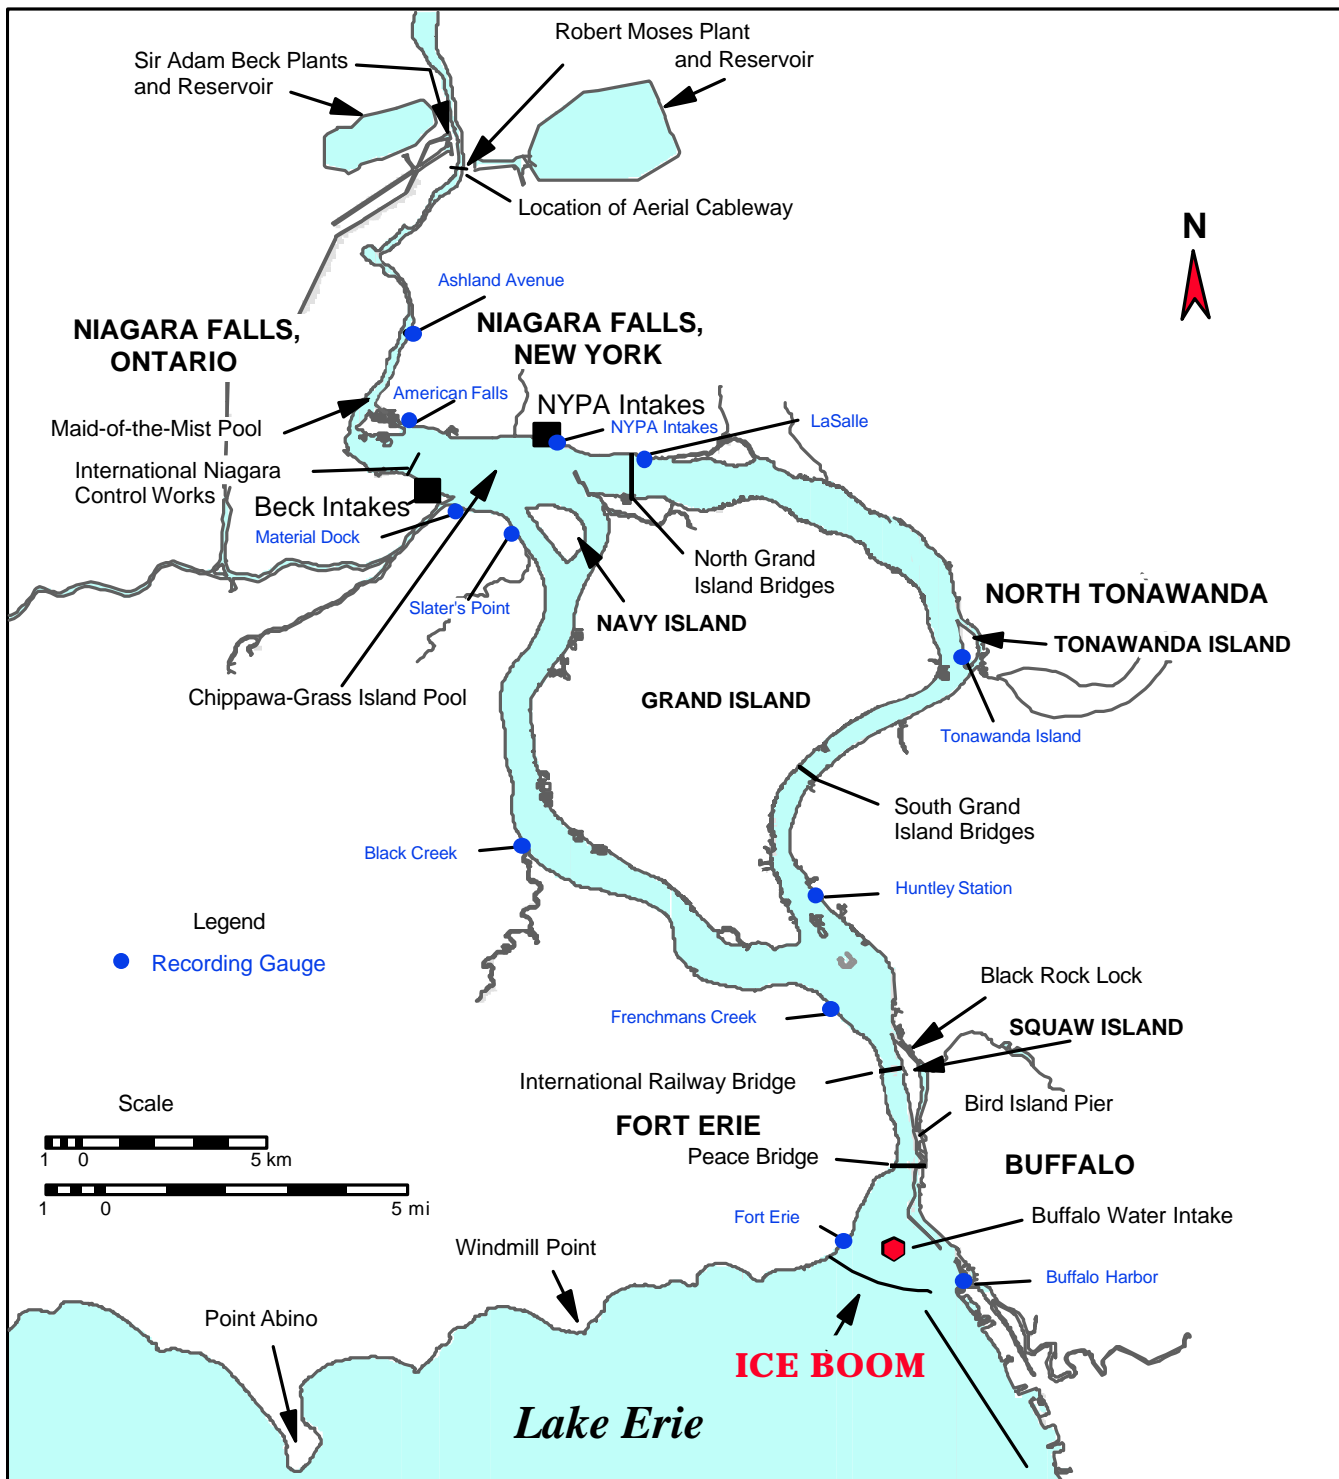 Robert Moses Plant
and Reservoir
Sir Adam Beck Plants
and Reservoir
Location of Aerial Cableway
N
Ashland Avenue
NIAGARA FALLS,
ONTARIO
NIAGARA FALLS,
NEW YORK
American Falls
NYPA Intakes
NYPA Intakes
LaSalle
Maid-of-the-Mist Pool
International Niagara
Control Works
Beck Intakes
Material Dock
North Grand
Island Bridges
Slater's Point
NAVY ISLAND
NORTH TONAWANDA
TONAWANDA ISLAND
Chippawa-Grass Island Pool
GRAND ISLAND
Tonawanda Island
South Grand
Island Bridges
Black Creek
Huntley Station
Legend
Recording Gauge
Black Rock Lock
Frenchmans Creek
SQUAW ISLAND
International Railway Bridge
Scale
Bird Island Pier
FORT ERIE
Peace Bridge
BUFFALO
1 0 5 km
1 0 5 mi
Fort Erie
Buffalo Water Intake
Windmill Point
Buffalo Harbor
Point Abino
ICE BOOM
Lake Erie